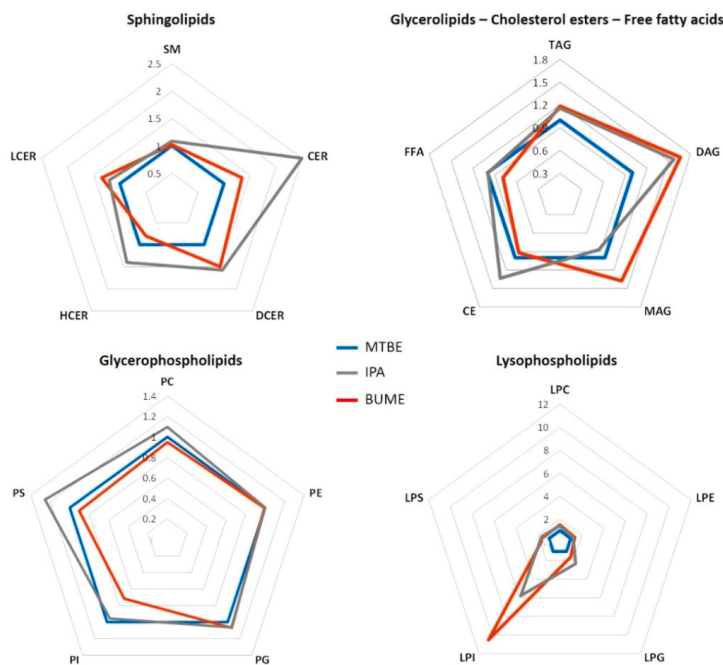 Sphingolipids
SM
2.5
2
1.5
1
0.5
LCER
CER
HCER
DCER
Glycerolipids – Cholesterol esters – Free fatty acids
TAG
1.8
1.5
1.2
0.9
0.6
0.3
FFA
DAG
CE
MAG
MTBE
IPA
BUME
Glycerophospholipids
PC
1.4
1.2
1
0.8
0.6
0.4
0.2
PS
PE
PI
PG
Lysophospholipids
LPC
12
10
8
6
4
2
LPS
LPE
LPI
LPG